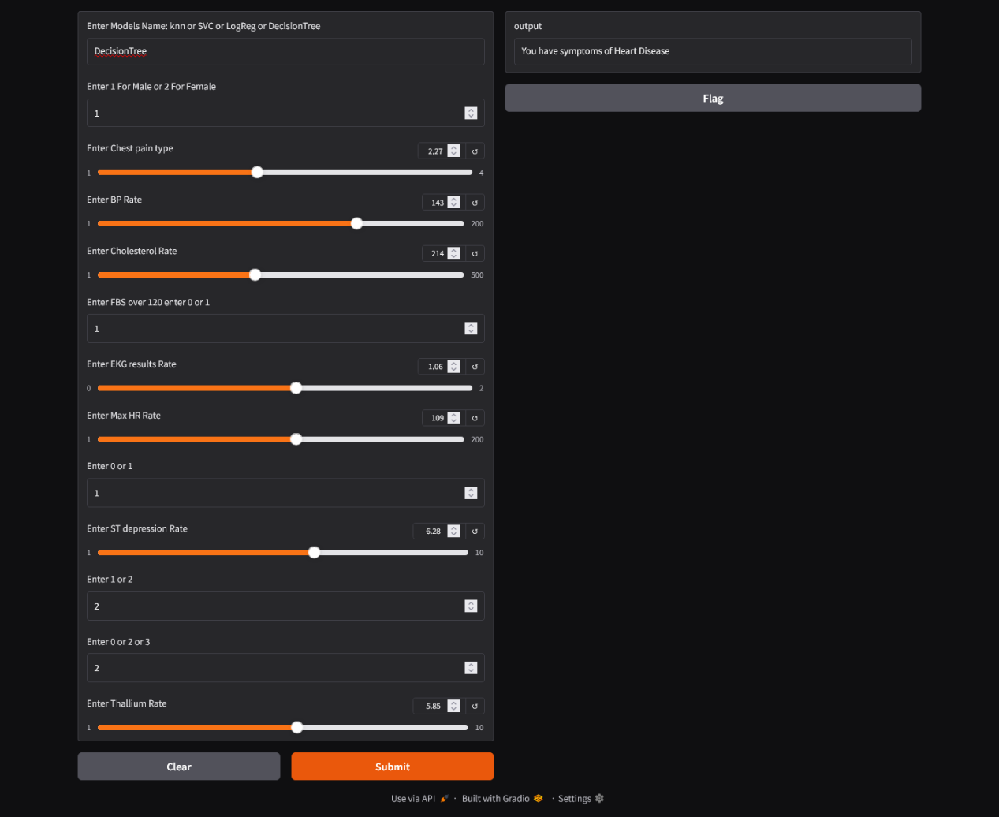 Enter Models Name: knn or SVC or LogReg or DecisionTree
DecisionTree
Enter 1 For Male or 2 For Female
1
Enter Chest pain type
2.27
1
4
Enter BP Rate
143
1
200
Enter Cholesterol Rate
214
1
500
Enter FBS over 120 enter 0 or 1
1
Enter EKG results Rate
1.06
0
2
Enter Max HR Rate
109
1
200
Enter 0 or 1
1
Enter ST depression Rate
6.28
1
10
Enter 1 or 2
2
Enter 0 or 2 or 3
2
Enter Thallium Rate
5.85
1
10
Clear
Submit
output
You have symptoms of Heart Disease
Flag
Use via API · Built with Gradio · Settings